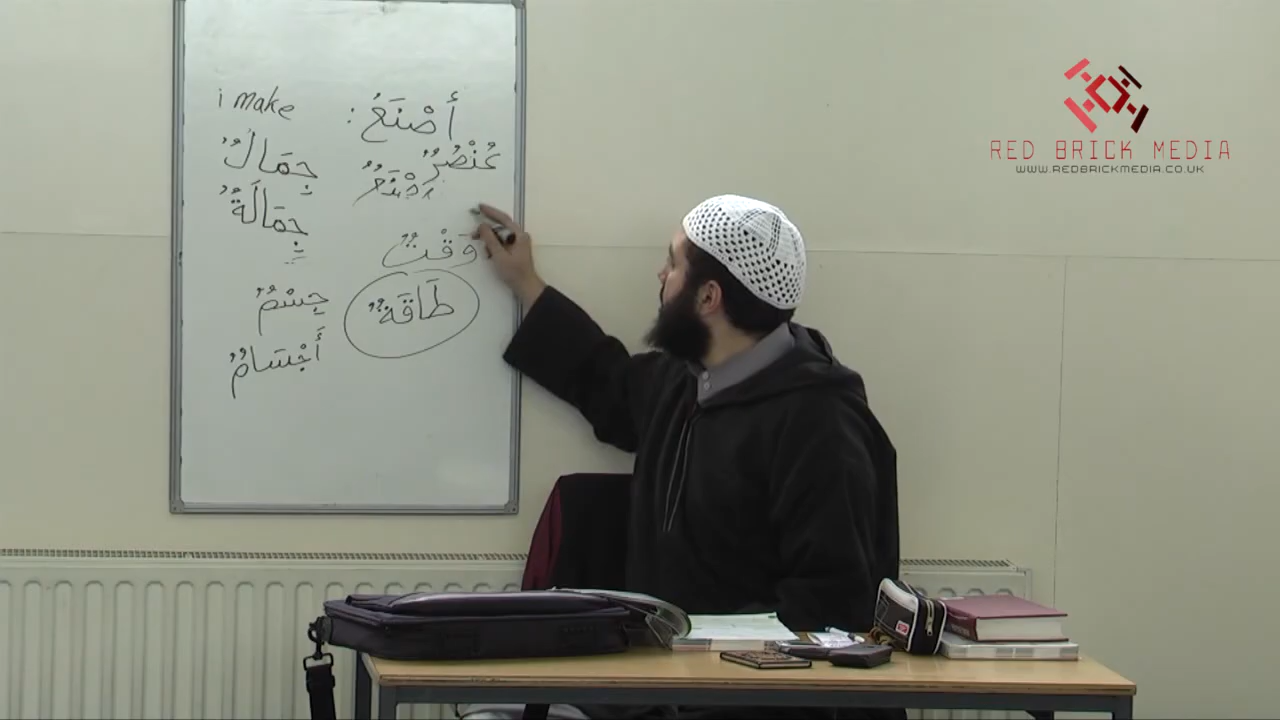 i make
أَصْنَعُ :
عُنْصُرٌ
جِمَالٌ
جِمَالَةٌ
وَقْتٌ
طَاقَةٌ
جِسْمٌ
أَجْسَامٌ
RED BRICK MEDIA
WWW.REDBRICKMEDIA.CO.UK